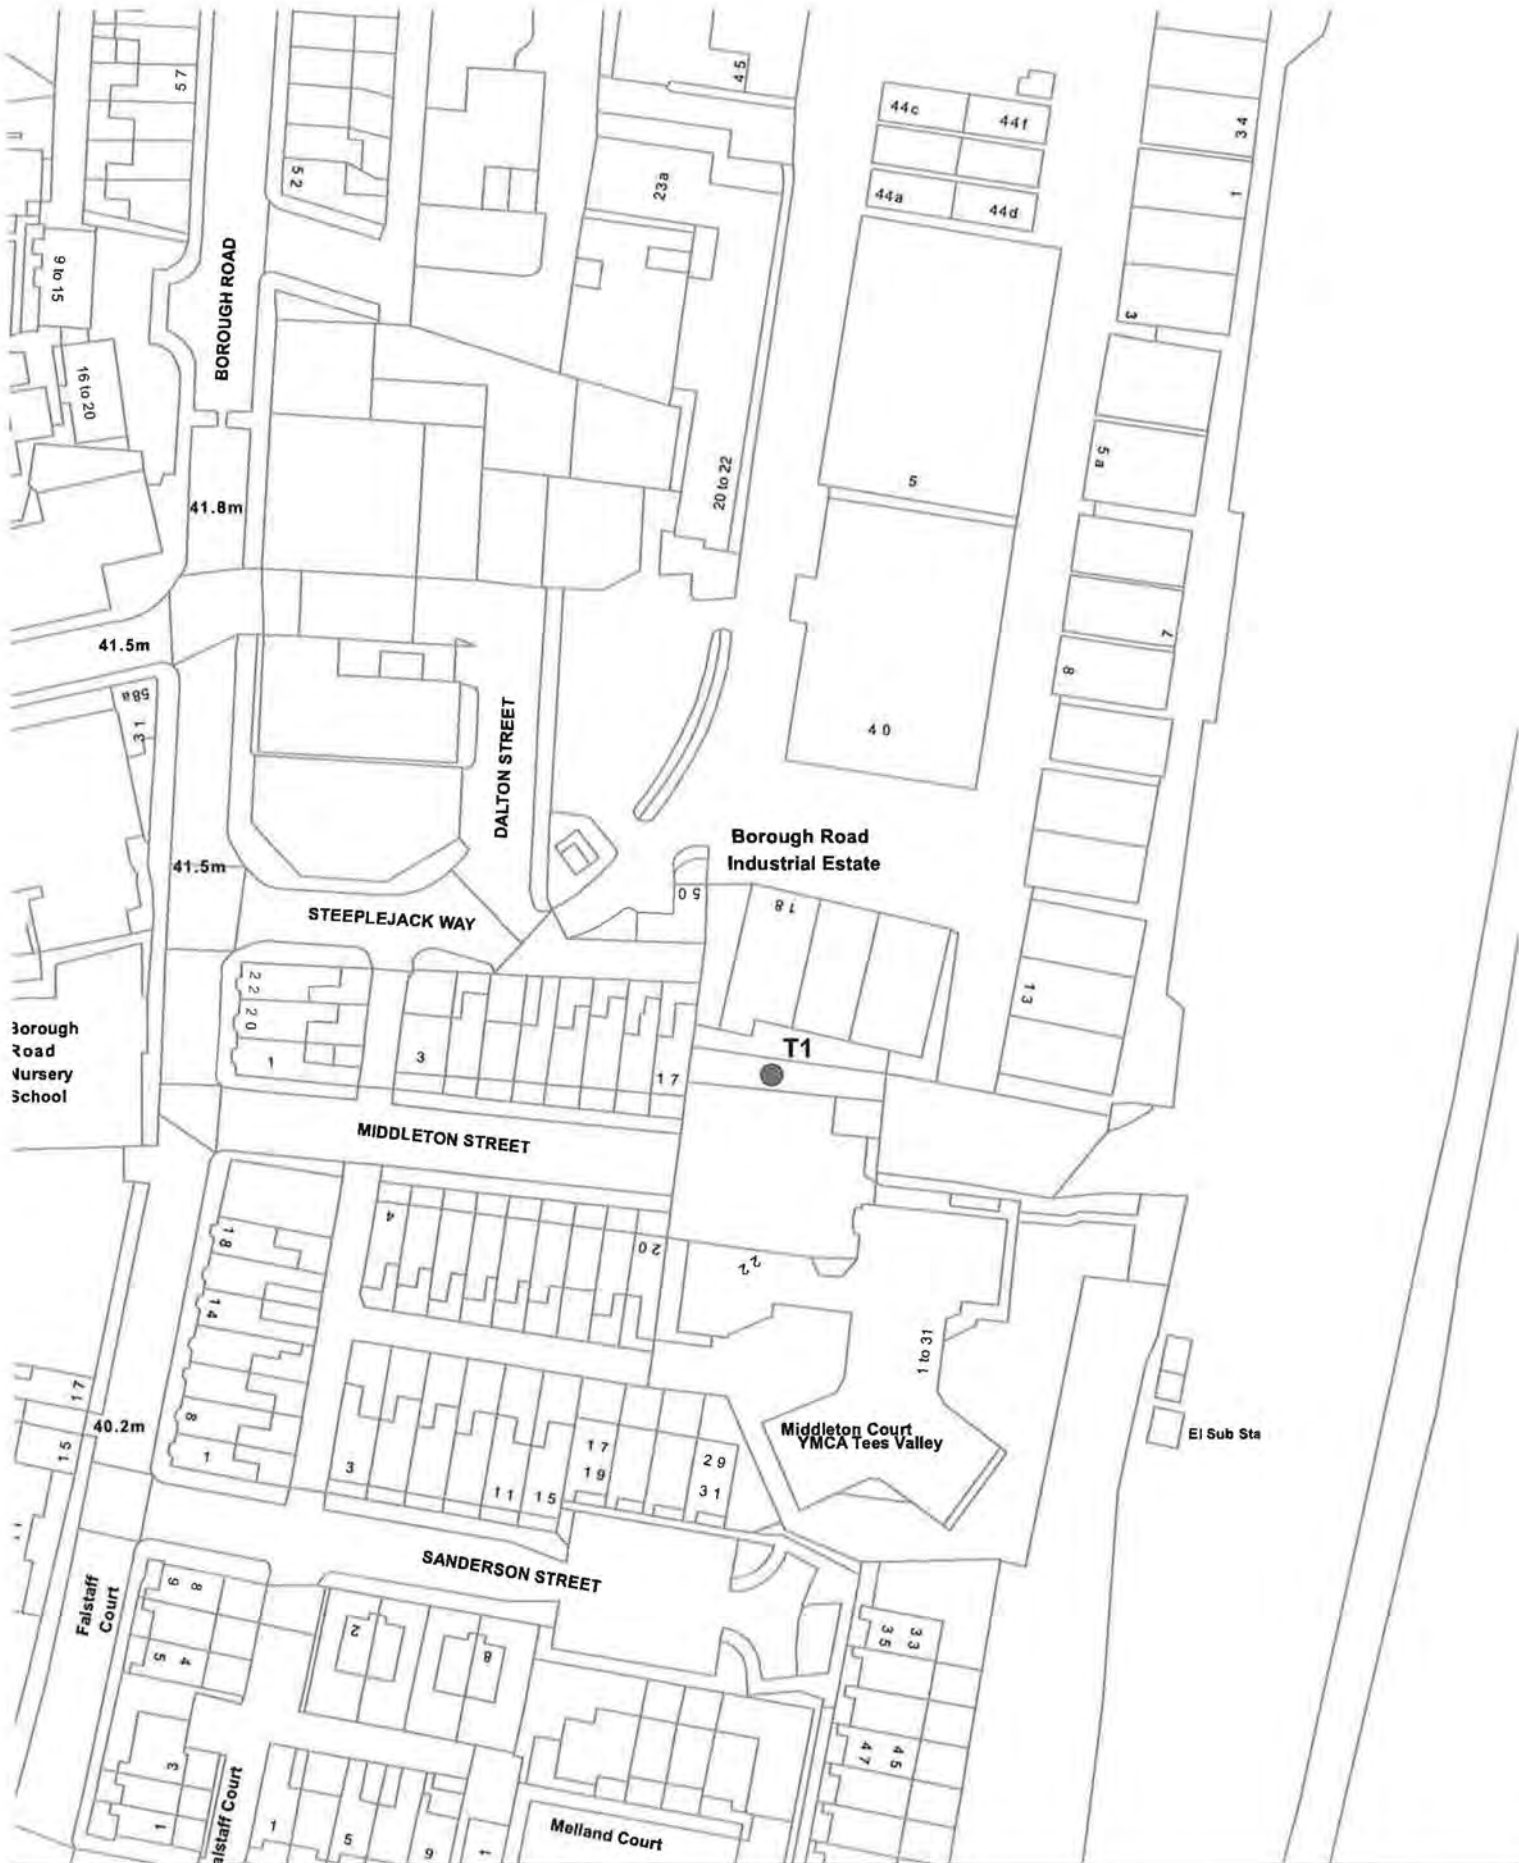 57
52
45
44c
44f
34
23a
44a
44d
1
9 to 15
BOROUGH ROAD
3
16 to 20
5a
20 to 22
5
41.8m
7
41.5m
8
58a
31
DALTON STREET
40
Borough Road
Industrial Estate
41.5m
50
18
STEEPLEJACK WAY
22
20
13
Borough
Road
Nursery
School
1
3
17
T1
MIDDLETON STREET
4
18
20
22
14
1 to 31
17
8
40.2m
15
1
3
11
15
17
19
29
31
Middleton Court
YMCA Tees Valley
El Sub Sta
SANDERSON STREET
Falstaff
Court
9
8
2
8
35
33
5
4
47
45
3
1
alstaff Court
1
5
9
1
Melland Court